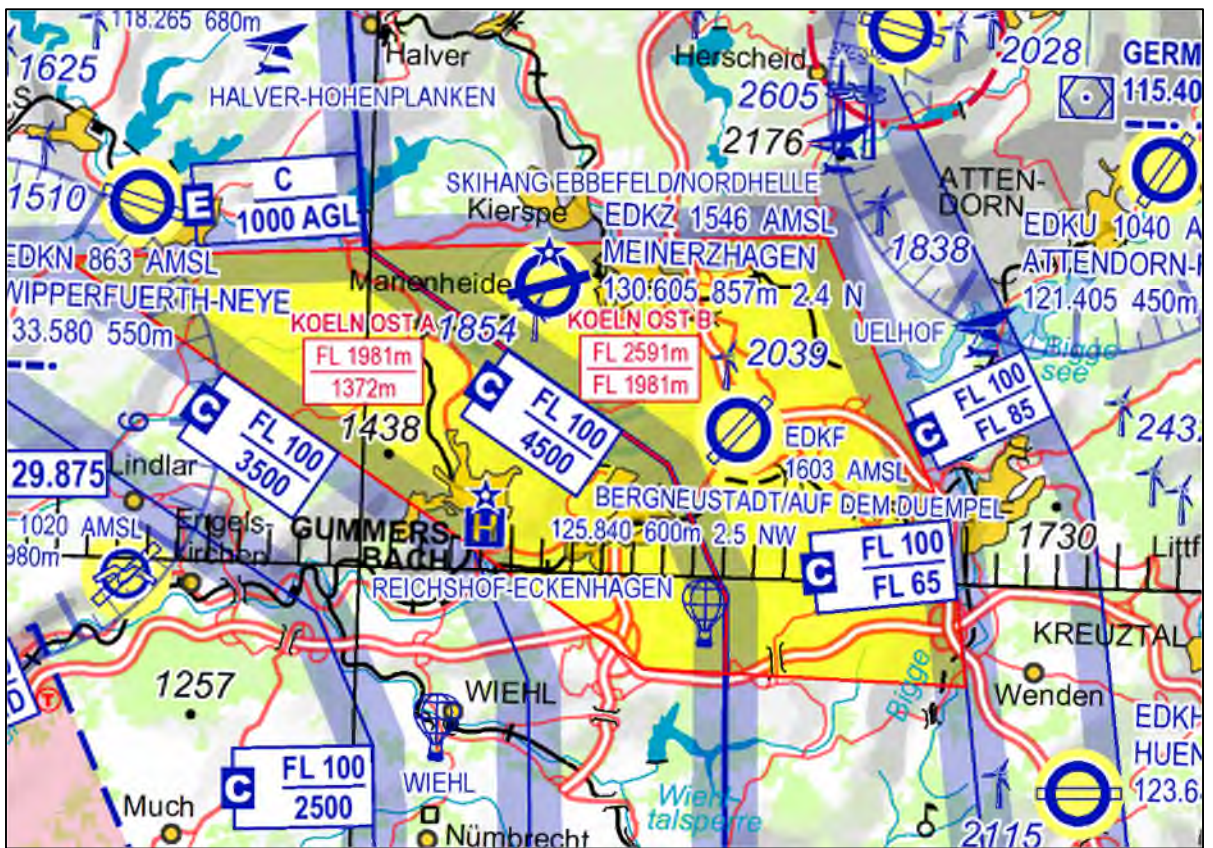 118.265 680m
1625
Halver
HALVER-HOHENPLANKEN
Herscheid
2605
2176
2028
GERM
115.40
1510
E
C
1000 AGL
SKIHANG EBBEFELD/NORDHELLE
Kierspe
EDKZ 1546 AMSL
MEINERZHAGEN
130.605 857m 2.4 N
ATTEN-
DORN
1838
EDKU 1040 A
ATTENDORN-F
121.405 450m
EDKN 863 AMSL
WIPPERFUERTH-NEYE
33.580 550m
Marienheide
KOELN OST A
FL 1981m
1372m
1854
KOELN OST B
FL 2591m
FL 1981m
2039
UELHOF
Bigge-
see
C
FL 100
FL 85
C
FL 100
3500
1438
C
FL 100
4500
EDKF
1603 AMSL
BERGNEUSTADT/AUF DEM DUEMPEL
125.840 600m 2.5 NW
243
29.875
Lindlar
1020 AMSL
980m
Engels-
kirchen
GUMMERS-
BACH
H
REICHSHOF-ECKENHAGEN
C
FL 100
FL 65
1730
Littf
KREUZTAL
Wenden
Bigge
1257
T
D
WIEHL
WIEHL
C
FL 100
2500
Much
Nümbrecht
Wiehl-
talsperre
EDKH
HUEN
123.6
2115